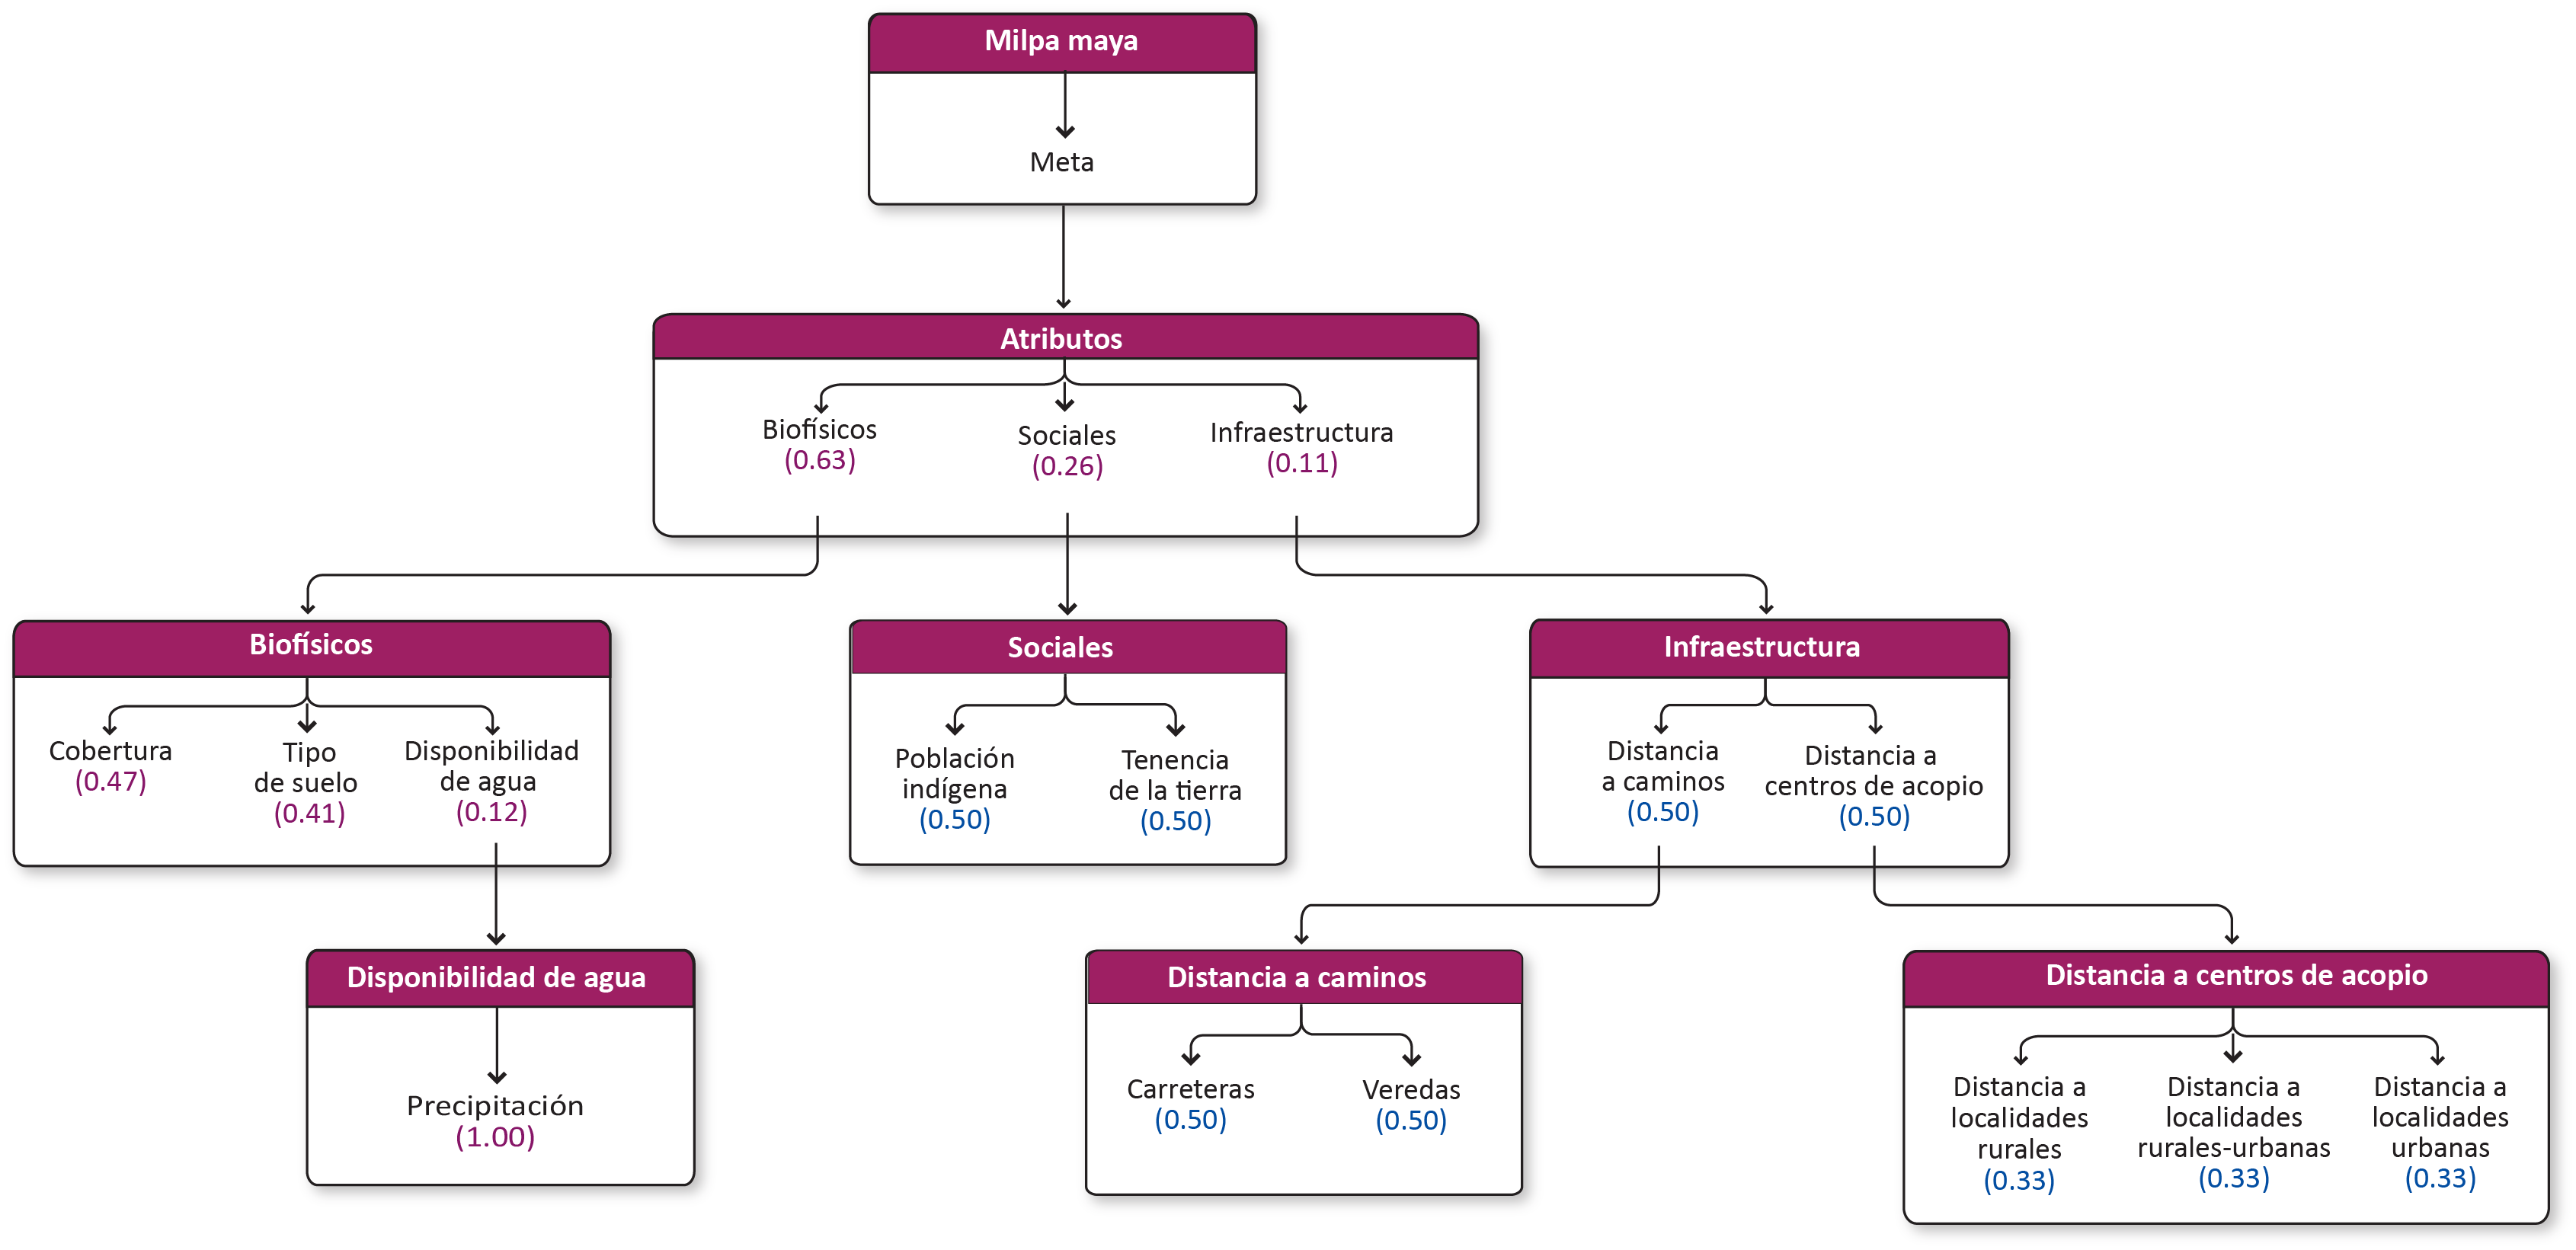 Milpa maya
Meta
Atributos
Biofísicos
(0.63)
Sociales
(0.26)
Infraestructura
(0.11)
Biofísicos
Cobertura
(0.47)
Tipo
de suelo
(0.41)
Disponibilidad
de agua
(0.12)
Sociales
Población
indígena
(0.50)
Tenencia
de la tierra
(0.50)
Infraestructura
Distancia
a caminos
(0.50)
Distancia a
centros de acopio
(0.50)
Disponibilidad de agua
Precipitación
(1.00)
Distancia a caminos
Carreteras
(0.50)
Veredas
(0.50)
Distancia a centros de acopio
Distancia a
localidades
rurales
(0.33)
Distancia a
localidades
rurales-urbanas
(0.33)
Distancia a
localidades
urbanas
(0.33)